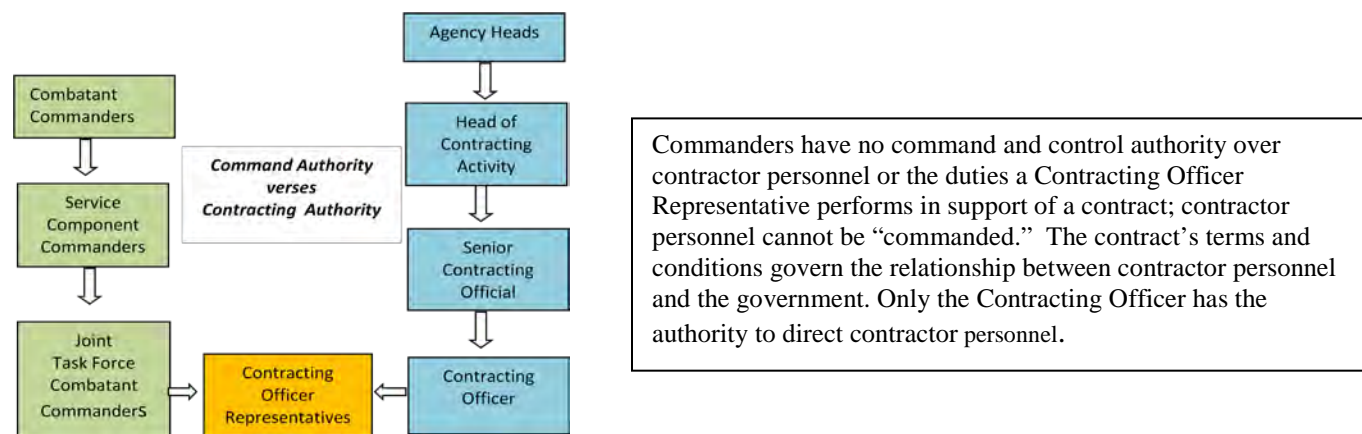 Agency Heads
Combatant
Commanders
Head of
Contracting
Activity
Command Authority
verses
Contracting Authority
Service
Component
Commanders
Senior
Contracting
Official
Joint
Task Force
Combatant
Commanders
Contracting
Officer
Representatives
Contracting
Officer
Commanders have no command and control authority over
contractor personnel or the duties a Contracting Officer
Representative performs in support of a contract; contractor
personnel cannot be “commanded.” The contract’s terms and
conditions govern the relationship between contractor personnel
and the government. Only the Contracting Officer has the
authority to direct contractor personnel.